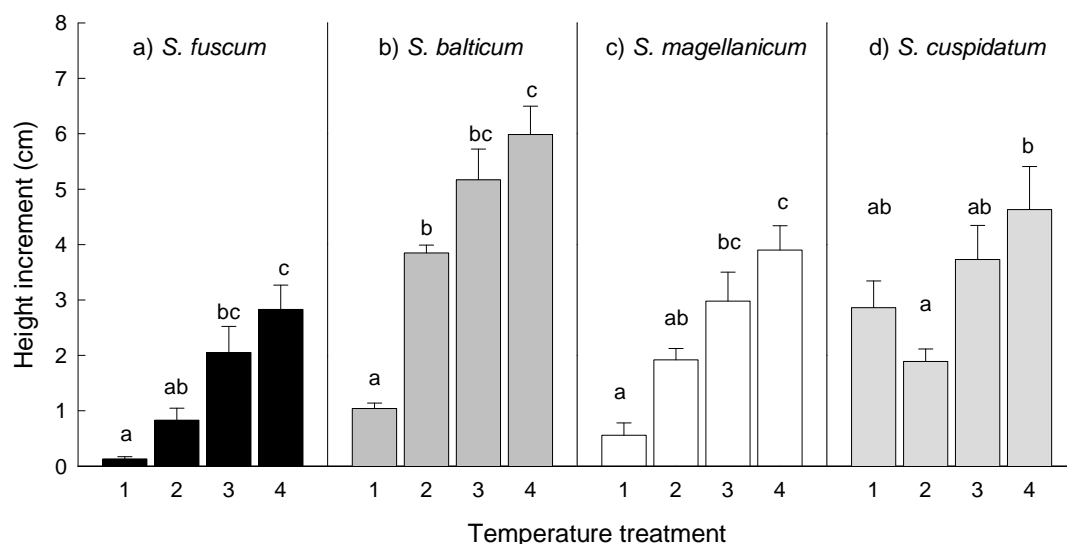 Height increment (cm)
8
7
6
5
4
3
2
1
0
a) S. fuscum
b) S. balticum
c) S. magellanicum
d) S. cuspidatum
a
ab
bc
c
a
b
bc
c
a
ab
bc
c
ab
a
ab
b
1 2 3 4 1 2 3 4 1 2 3 4 1 2 3 4
Temperature treatment